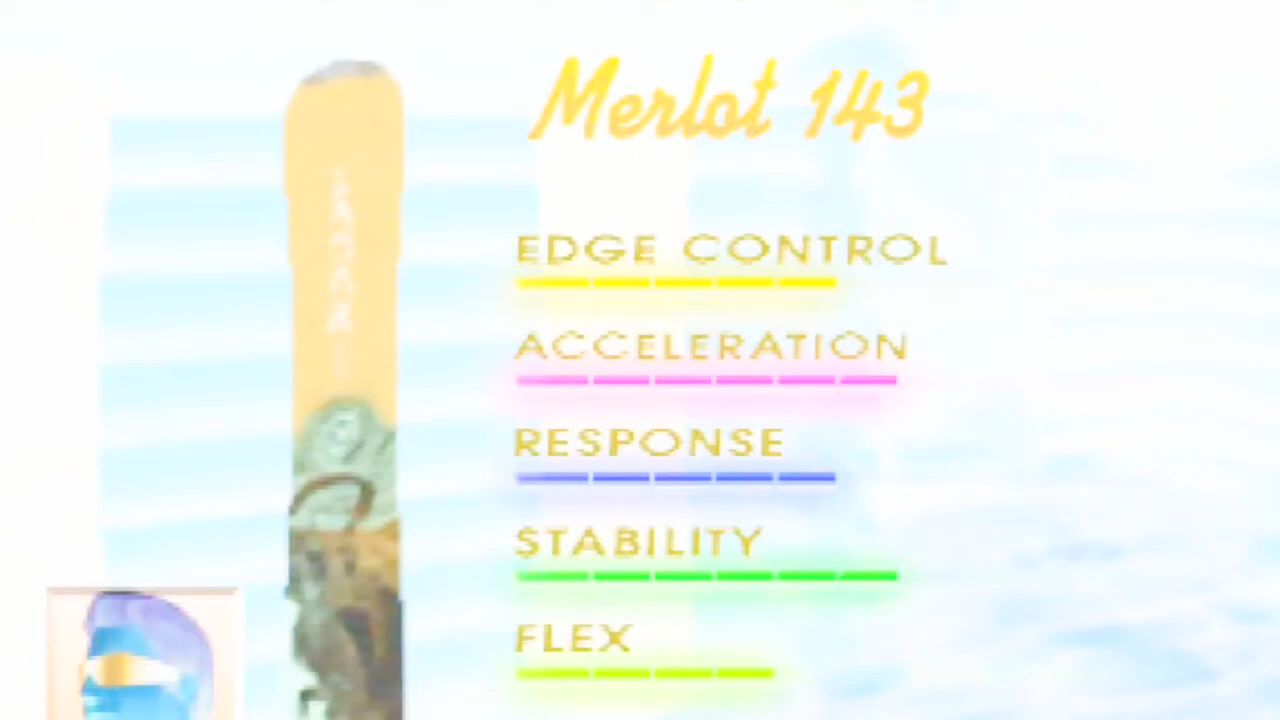 Merlot 143
EDGE CONTROL
ACCELERATION
RESPONSE
STABILITY
FLEX